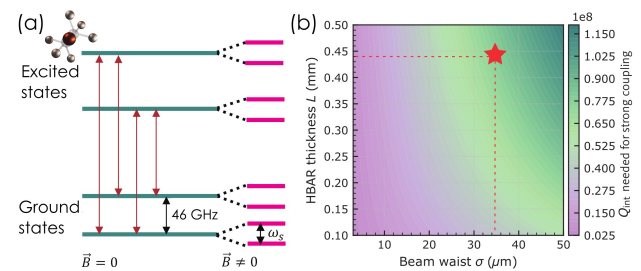 (a)
Excited
states
Ground
states
46 GHz
ωs
B⃗ = 0
B⃗ ≠ 0
(b)
HBAR thickness L (mm)
0.50
0.45
0.40
0.35
0.30
0.25
0.20
0.15
0.10
10
20
30
40
50
Beam waist σ (μm)
1e8
1.150
1.025
0.900
0.775
0.650
0.525
0.400
0.275
0.150
0.025
Qint needed for strong coupling